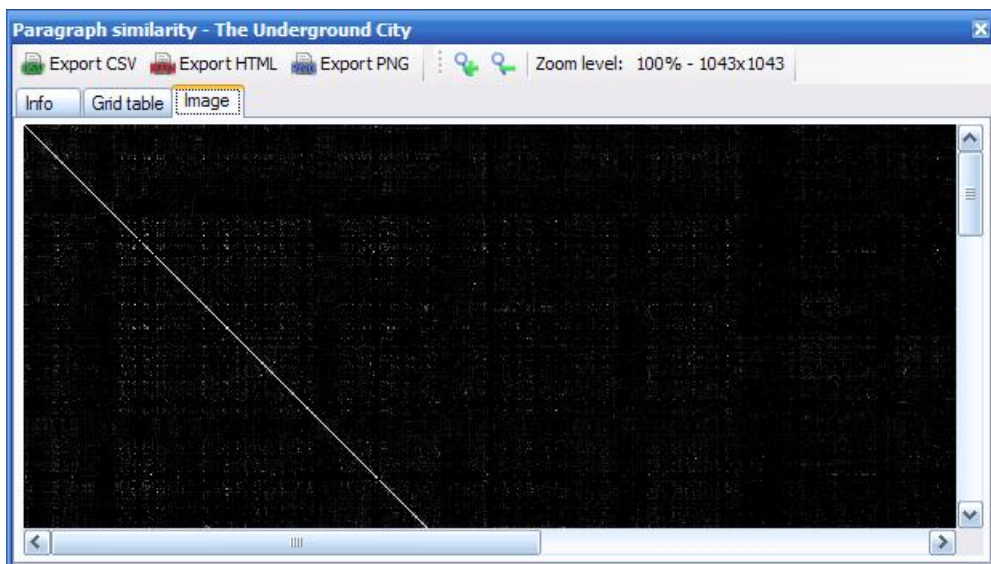 Paragraph similarity - The Underground City
Export CSV Export HTML Export PNG Zoom level: 100% - 1043x1043
Info Grid table Image